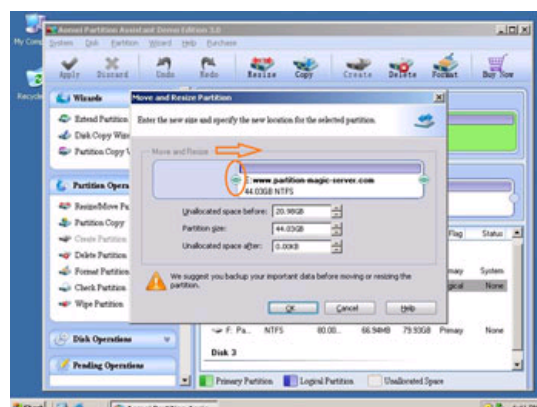 My Comp
Recycle
Aomei Partition Assistant Demo Edition 3.0
System Disk Partition Wizard Help Purchase
Apply Discard Undo Redo Resize Copy Create Delete Format Buy Now
Wizards
Extend Partition
Disk Copy Wiz
Partition Copy
Partition Opera
Resize/Move Pa
Partition Copy
Create Partition
Delete Partition
Format Partition
Check Partition
Wipe Partition
Disk Operations
Pending Operations
Move and Resize Partition
Enter the new size and specify the new location for the selected partition.
Move and Resize
www.partition-magic-server.com
44.03GB NTFS
Unallocated space before: 20.98GB
Partition size: 44.03GB
Unallocated space after: 0.00KB
We suggest you backup your important data before moving or resizing the
partition.
OK Cancel Help
Flag Status
mary System
gical None
F: Pa... NTFS 80.00... 66.94MB 79.93GB Primary None
Disk 3
Primary Partition Logical Partition Unallocated Space